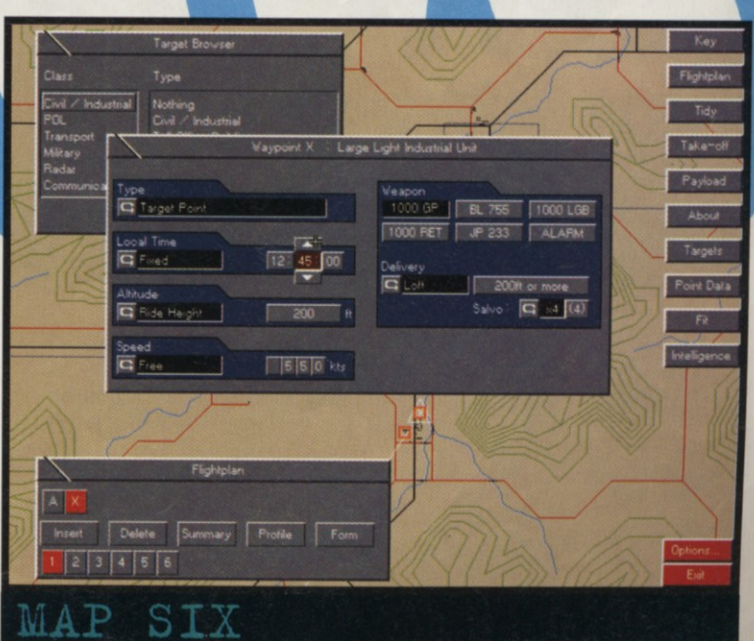 Target Browser
Class Type
Civil / Industrial Nothing
POL Civil / Industrial
Transport
Military
Radar
Waypoint X : Large Light Industrial Unit
Type
Target Point
Local Time
Fixed 12: 45: 00
Altitude
Ride Height 200 ft
Speed
Free 550 kts
Weapon
1000 GP BL 755 1000 LGB
1000 RET JP 233 ALARM
Delivery
Loft 200ft or more
Salvo : x4 (4)
Key
Flightplan
Tidy
Take-off
Payload
About
Targets
Point Data
Fit
Intelligence
Flightplan
A X
Insert Delete Summary Profile Form
1 2 3 4 5 6
Options...
Exit
MAP SIX